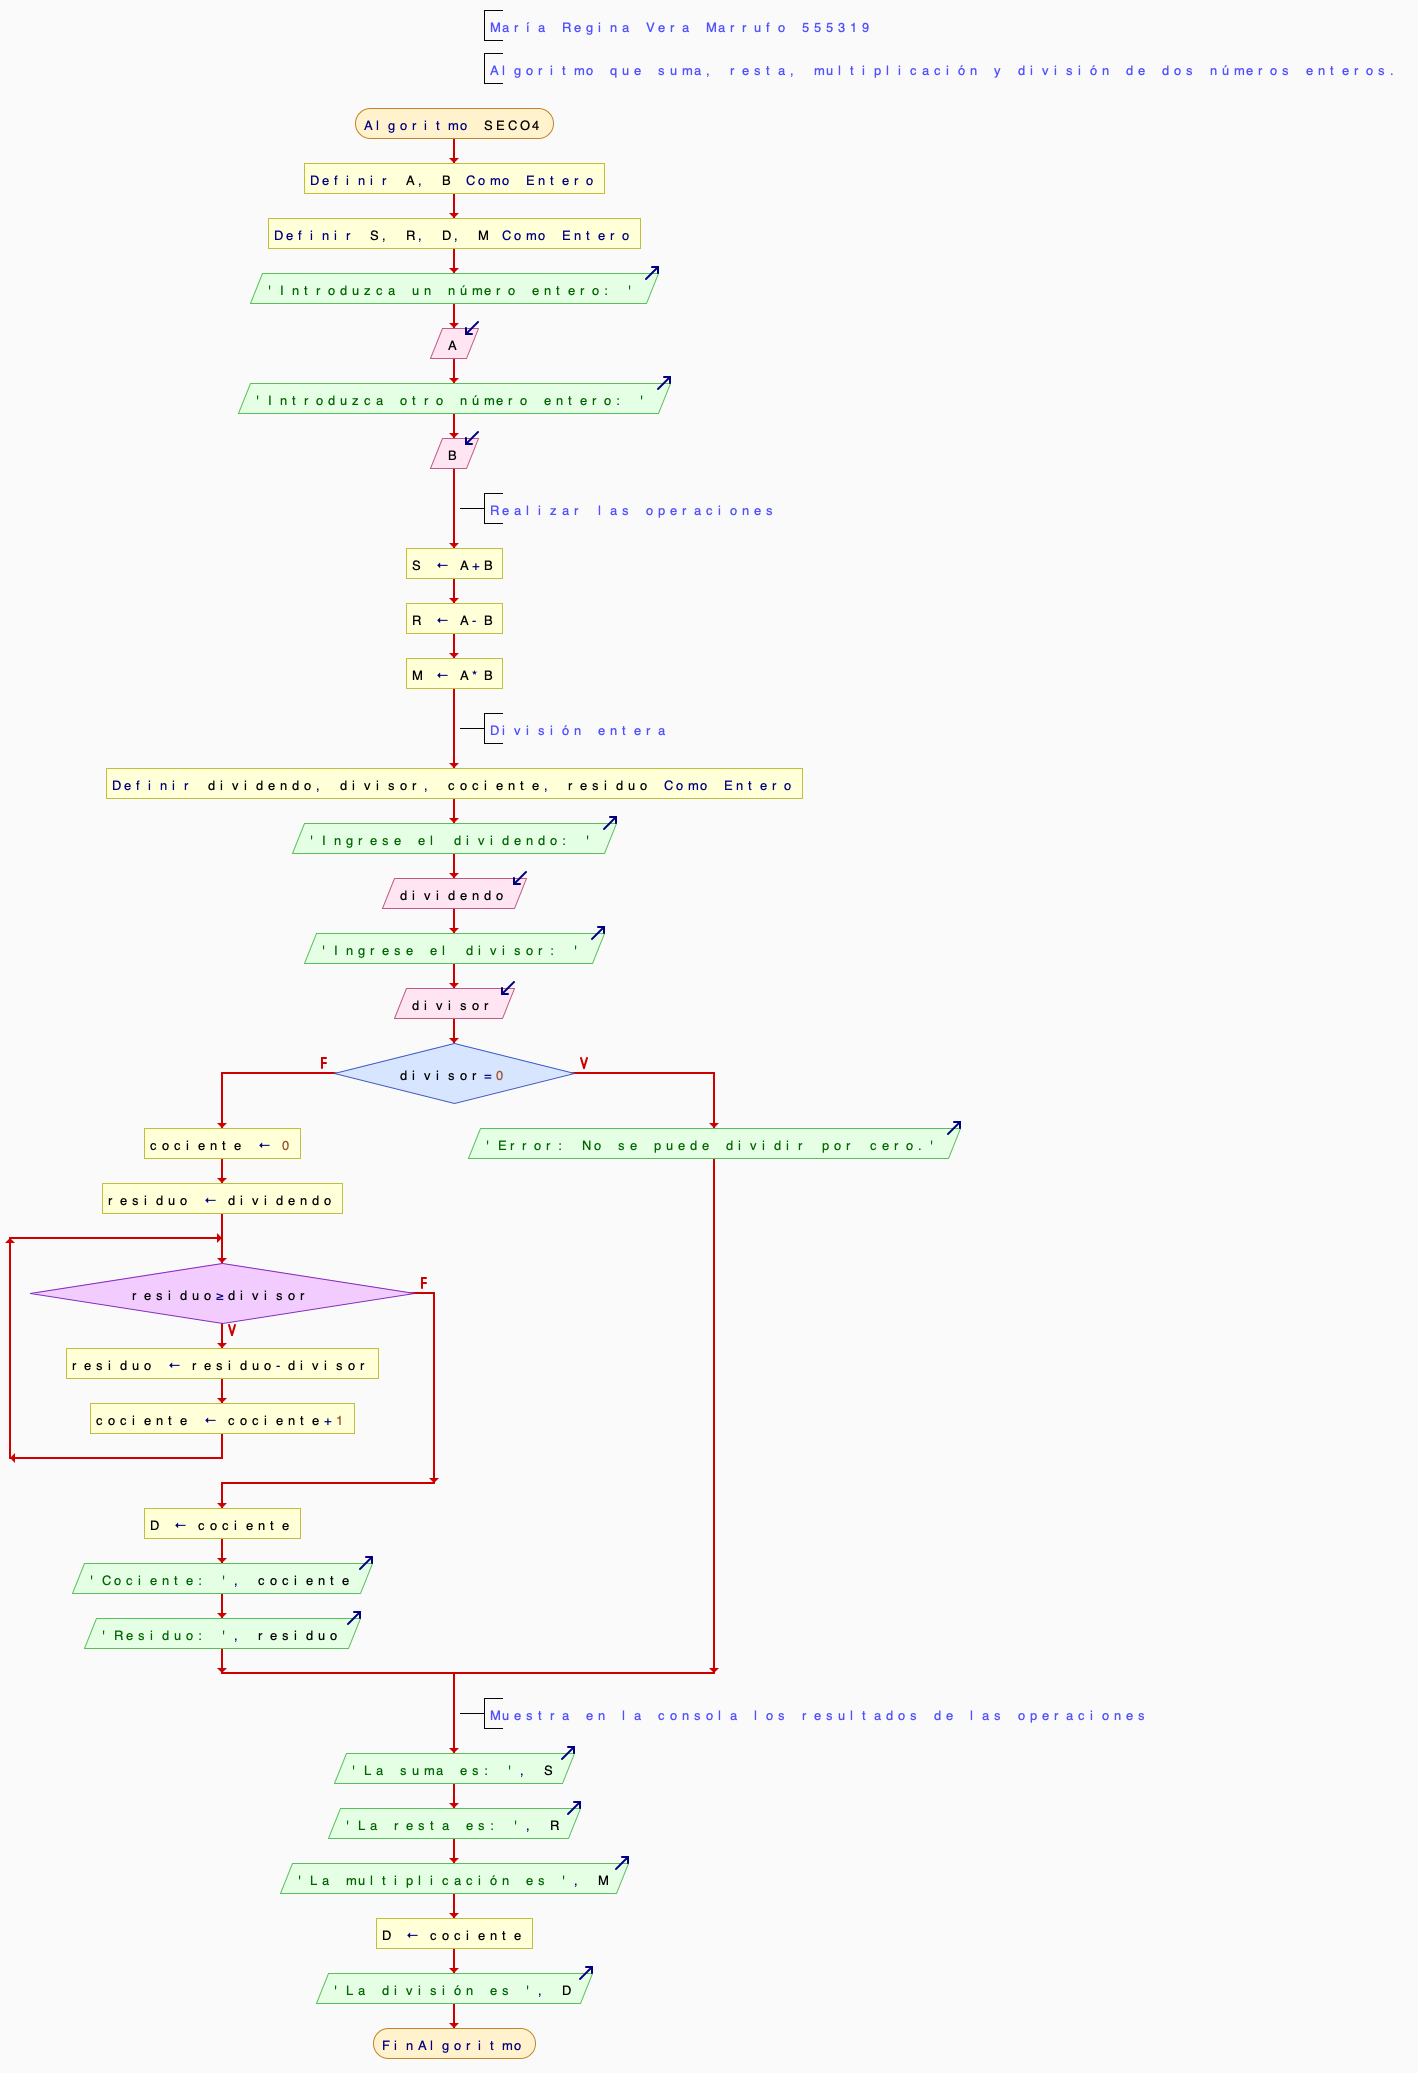 María Regina Vera Marrufo 555319
Algoritmo que suma, resta, multiplicación y división de dos números enteros.
Algoritmo SECO4
Definir A, B Como Entero
Definir S, R, D, M Como Entero
'Introduzca un número entero: '
A
'Introduzca otro número entero: '
B
Realizar las operaciones
S ← A+B
R ← A-B
M ← A*B
División entera
Definir dividendo, divisor, cociente, residuo Como Entero
'Ingrese el dividendo: '
dividendo
'Ingrese el divisor: '
divisor
F
V
divisor=0
cociente ← 0
'Error: No se puede dividir por cero.'
residuo ← dividendo
F
residuo≥divisor
V
residuo ← residuo-divisor
cociente ← cociente+1
D ← cociente
'Cociente: ', cociente
'Residuo: ', residuo
Muestra en la consola los resultados de las operaciones
'La suma es: ', S
'La resta es: ', R
'La multiplicación es ', M
D ← cociente
'La división es ', D
FinAlgoritmo